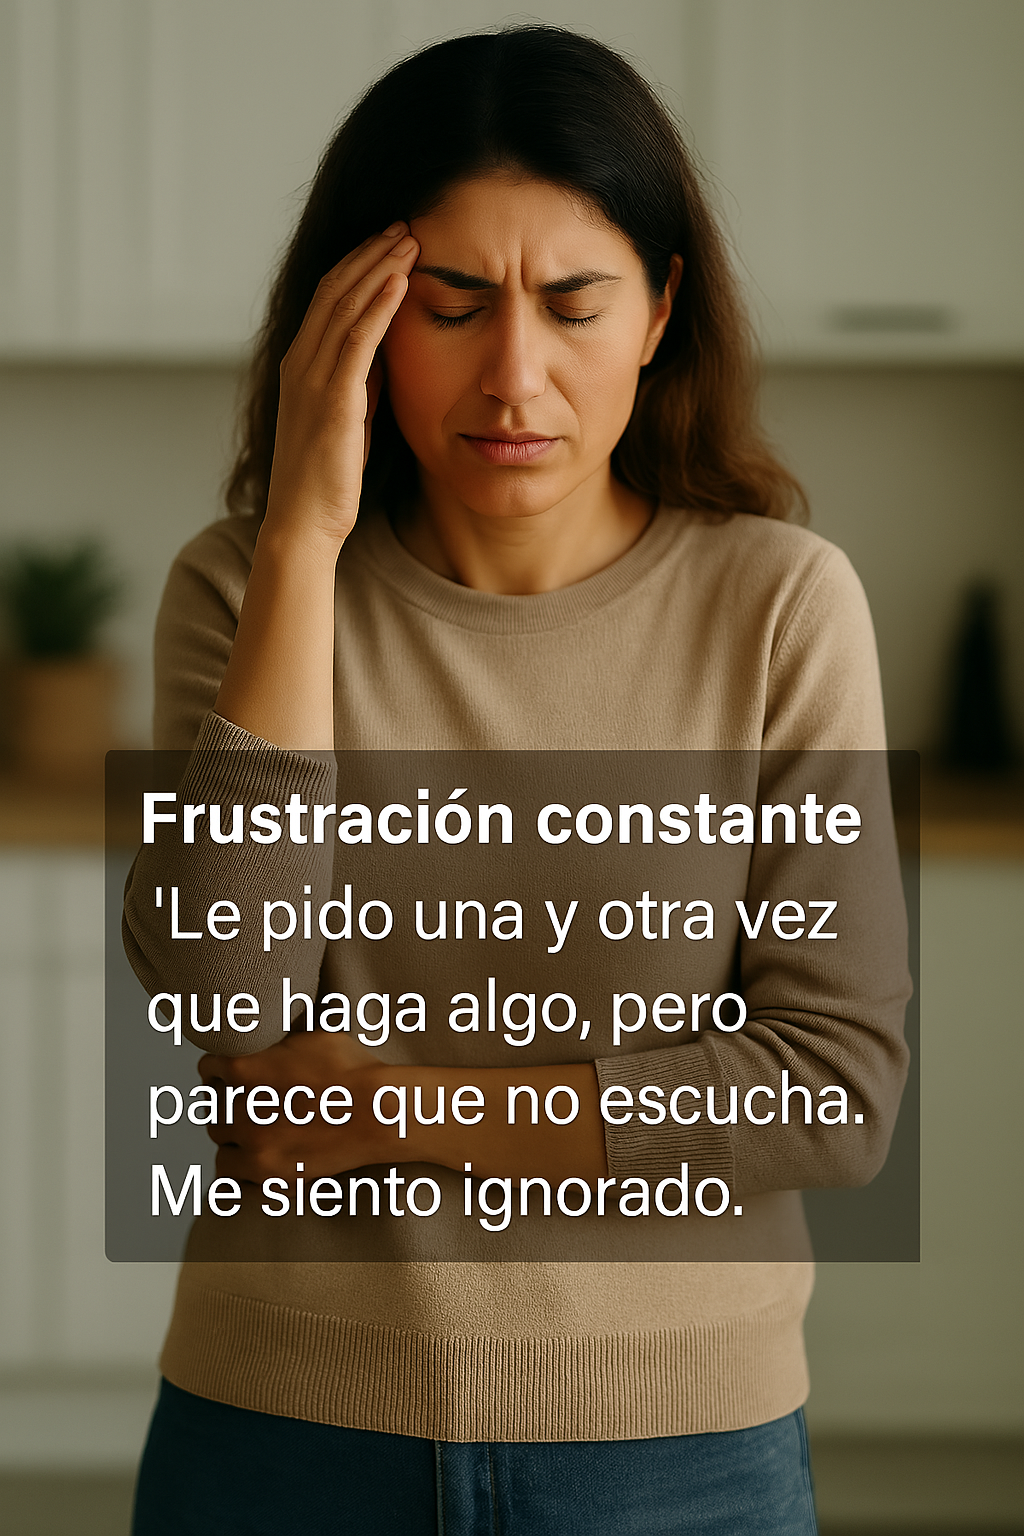 Frustración constante
'Le pido una y otra vez
que haga algo, pero
parece que no escucha.
Me siento ignorado.